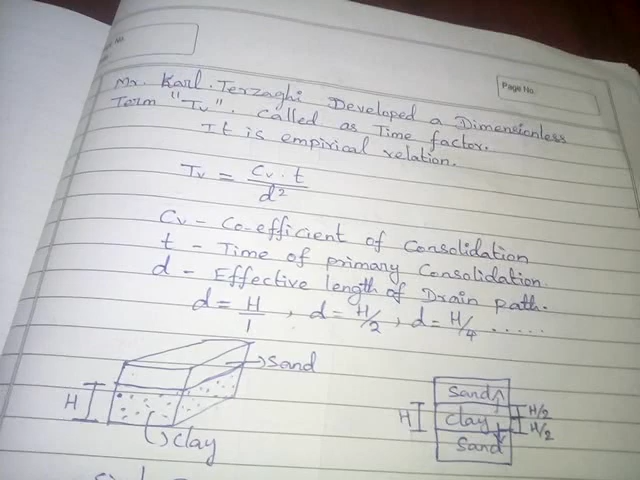 Page No.
Mr. Karl. Terzaghi Developed a Dimensionless
Term "Tv". called as Time factor.
It is empirical relation.
Tv = Cv . t / d²
Cv - Co-efficient of Consolidation
t - Time of primary Consolidation.
d - Effective length of Drain path.
d = H/1 , d = H/2 , d = H/4 ......
Sand
H
clay
Sand
H
clay
H/2
H/2
Sand